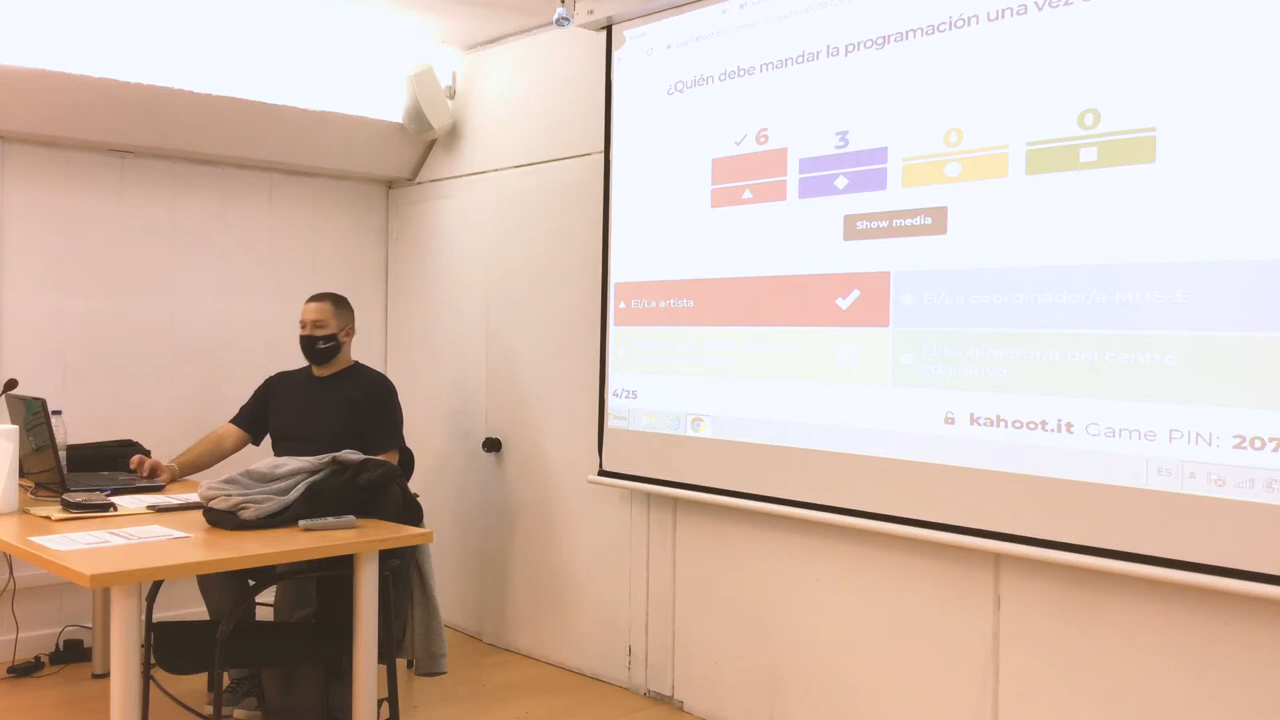 ¿Quién debe mandar la programación una vez
6
3
0
0
Show media
El/La artista
El/La coordinador/a MUS-E
El/La director/a del centro
educativo
4/25
kahoot.it Game PIN: 207
ES